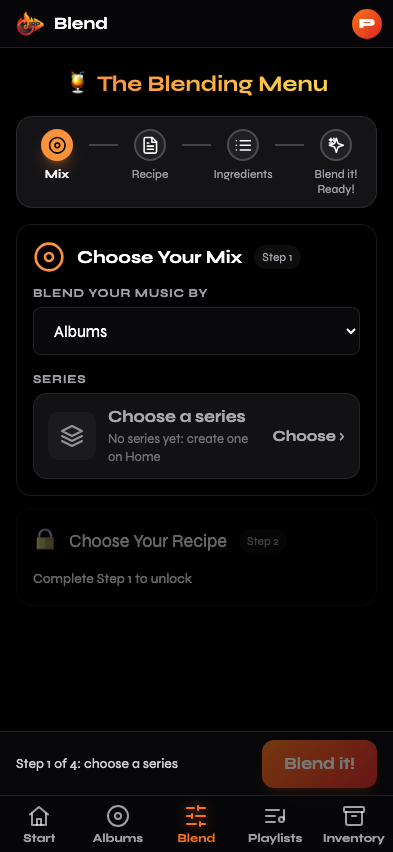 Blend
P
The Blending Menu
Mix
Recipe
Ingredients
Blend it!
Ready!
Choose Your Mix
Step 1
BLEND YOUR MUSIC BY
Albums
SERIES
Choose a series
No series yet: create one
on Home
Choose ›
Choose Your Recipe
Step 2
Complete Step 1 to unlock
Step 1 of 4: choose a series
Blend it!
Start
Albums
Blend
Playlists
Inventory